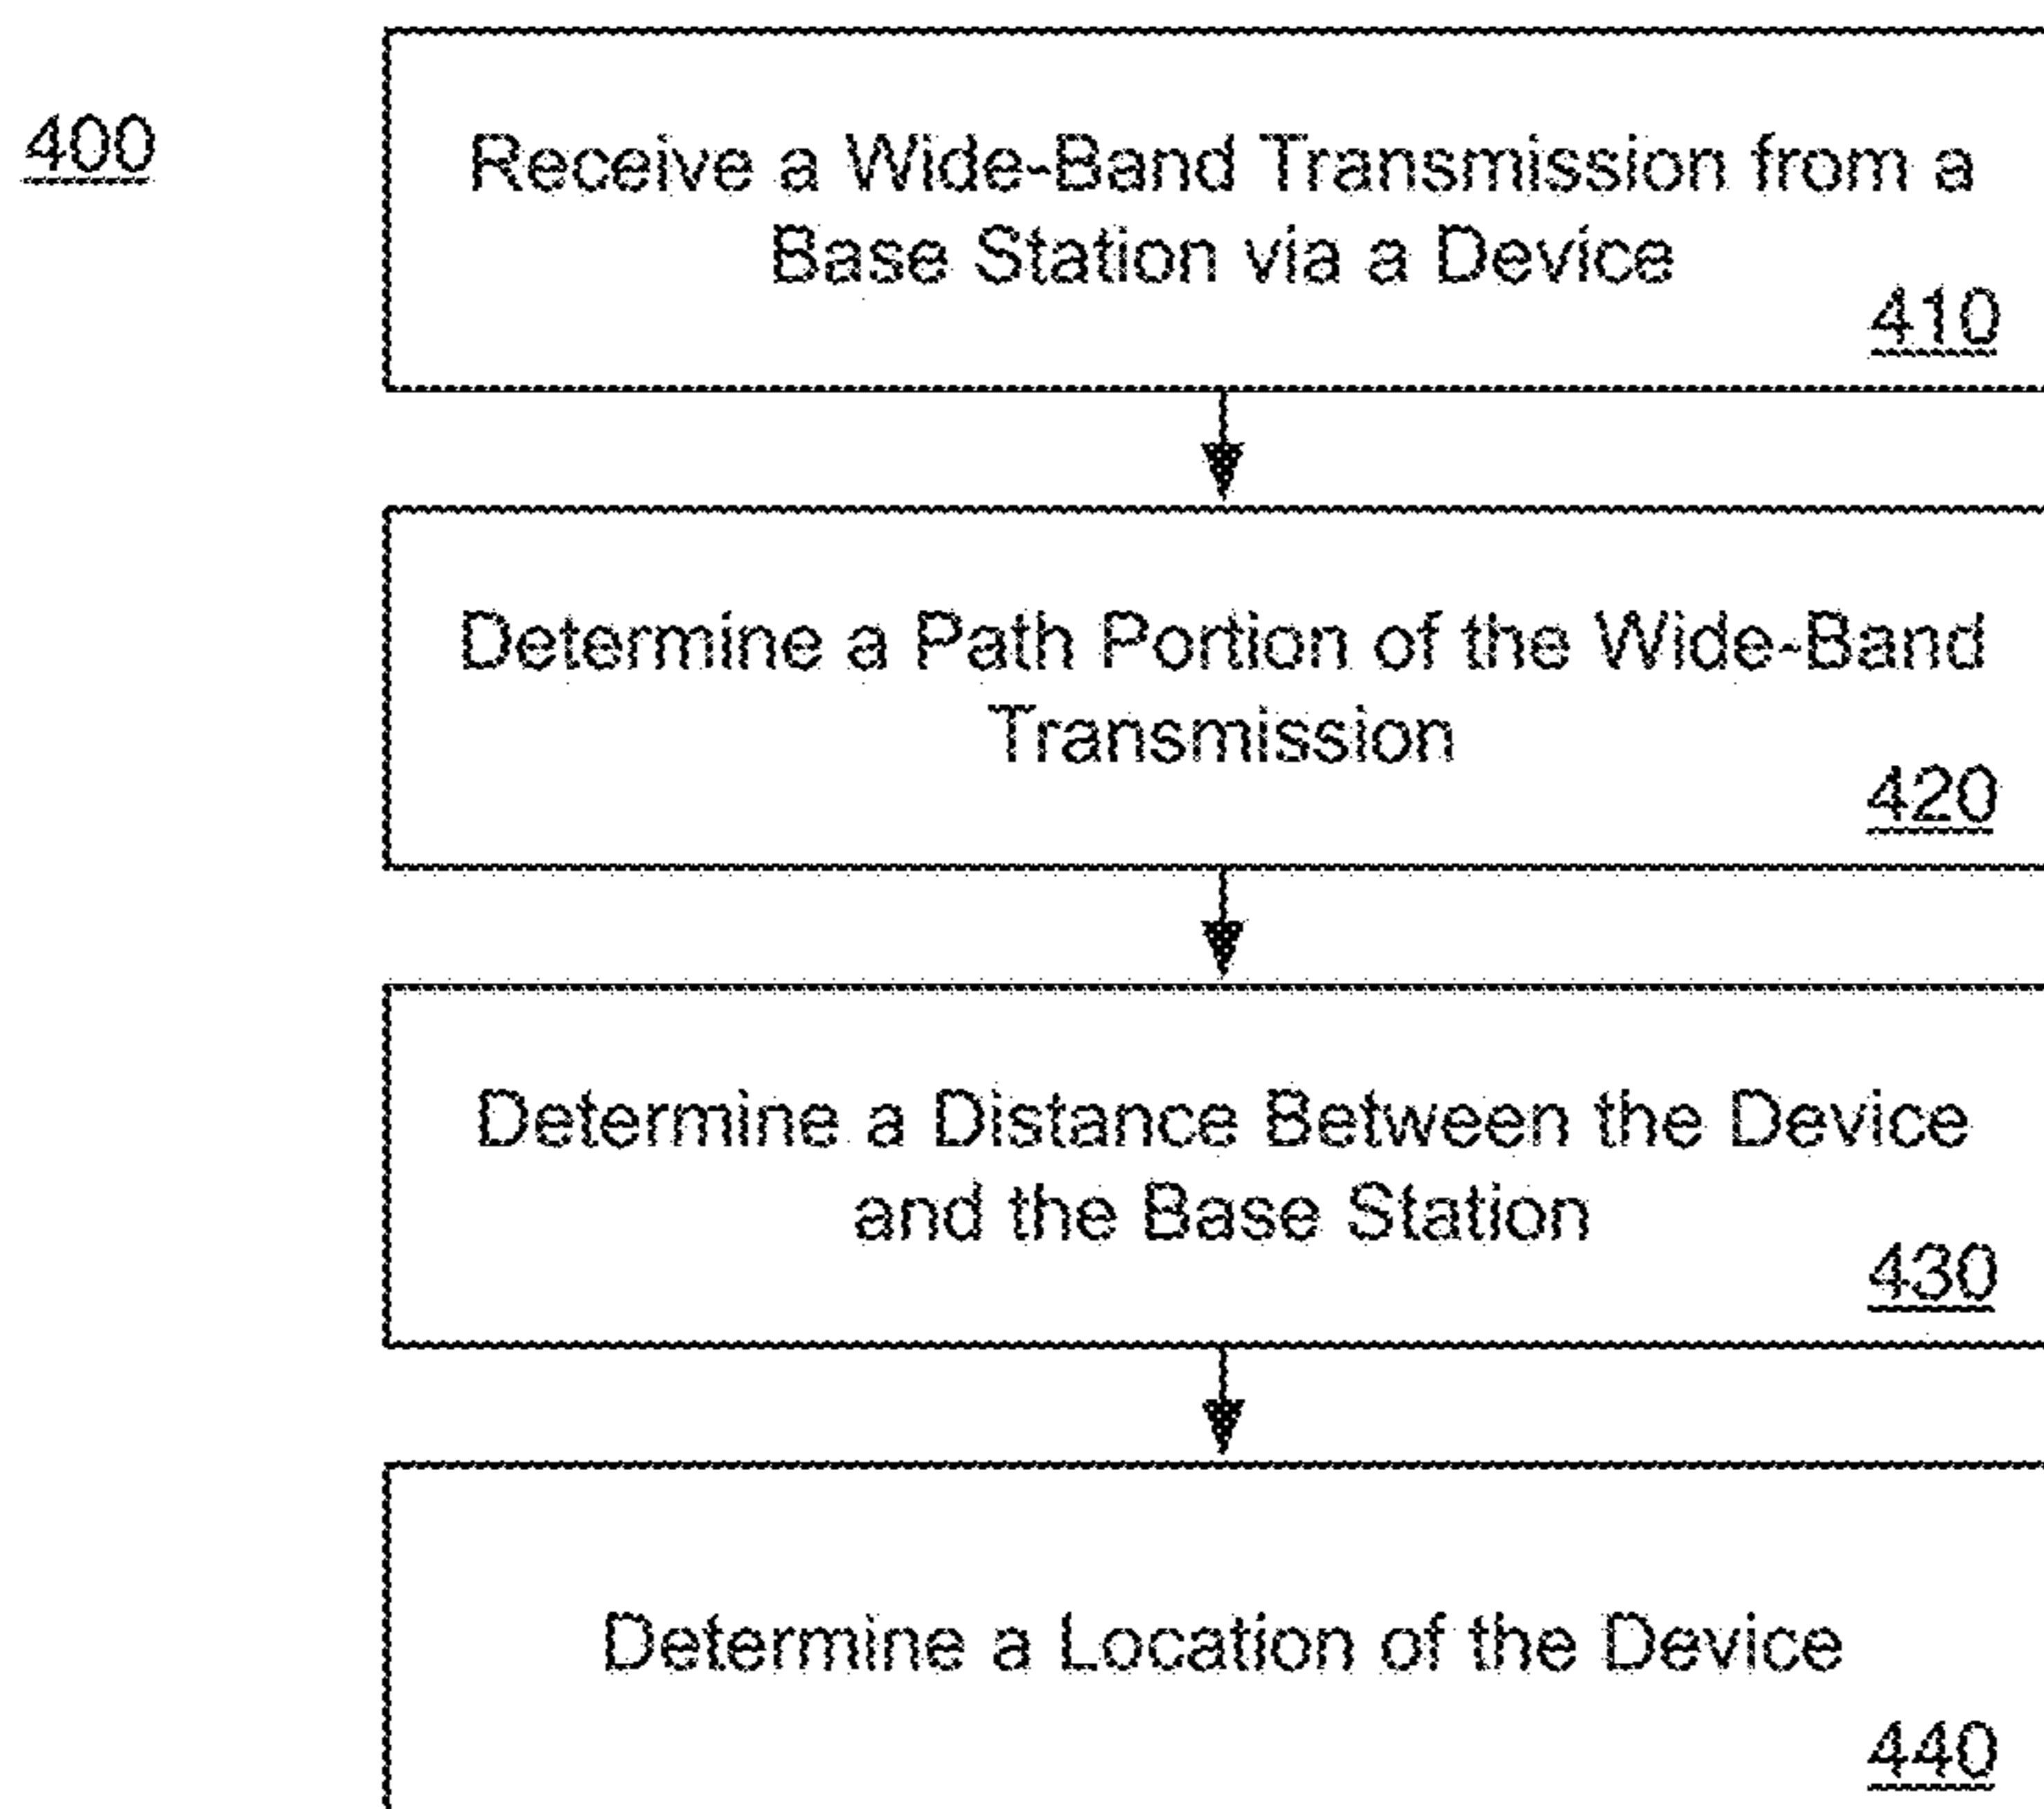 400
Receive a Wide-Band Transmission from a
Base Station via a Device
410
Determine a Path Portion of the Wide-Band
Transmission
420
Determine a Distance Between the Device
and the Base Station
430
Determine a Location of the Device
440